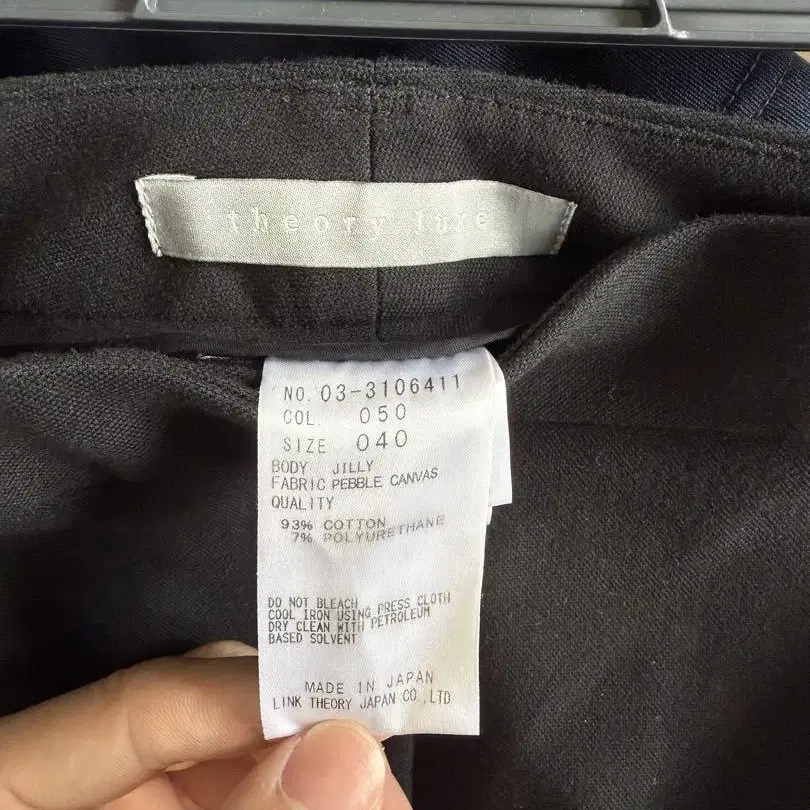 theory luxe
NO. 03-3106411
COL. 050
SIZE 040
BODY JILLY
FABRIC PEBBLE CANVAS
QUALITY
93% COTTON
7% POLYURETHANE
DO NOT BLEACH
COOL IRON USING PRESS CLOTH
DRY CLEAN WITH PETROLEUM
BASED SOLVENT
MADE IN JAPAN
LINK THEORY JAPAN CO.,LTD